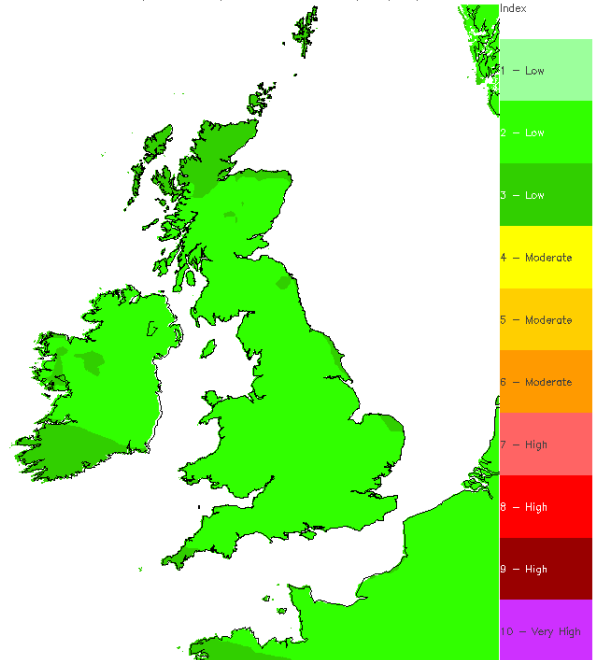 Index
1 - Low
2 - Low
3 - Low
4 - Moderate
5 - Moderate
6 - Moderate
7 - High
8 - High
9 - High
10 - Very High